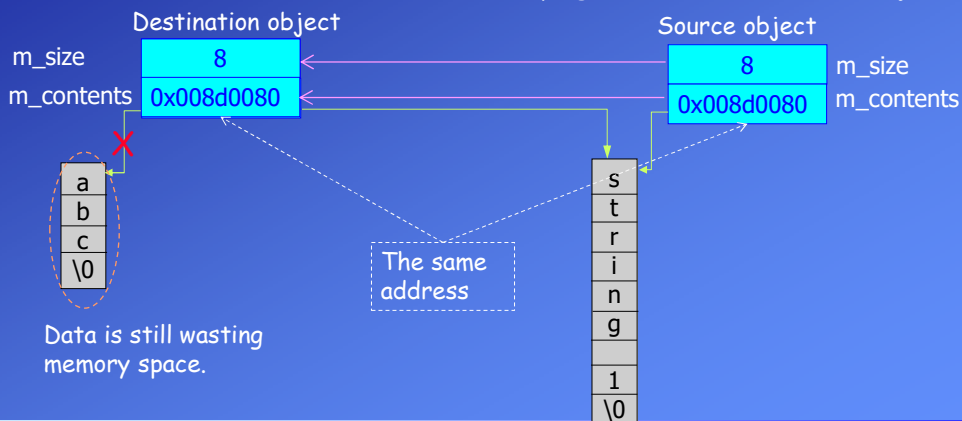 Destination object
Source object
m_size
8
8
m_size
m_contents
0x008d0080
0x008d0080
m_contents
a
b
c
\0
The same
address
s
t
r
i
n
g
1
\0
Data is still wasting
memory space.